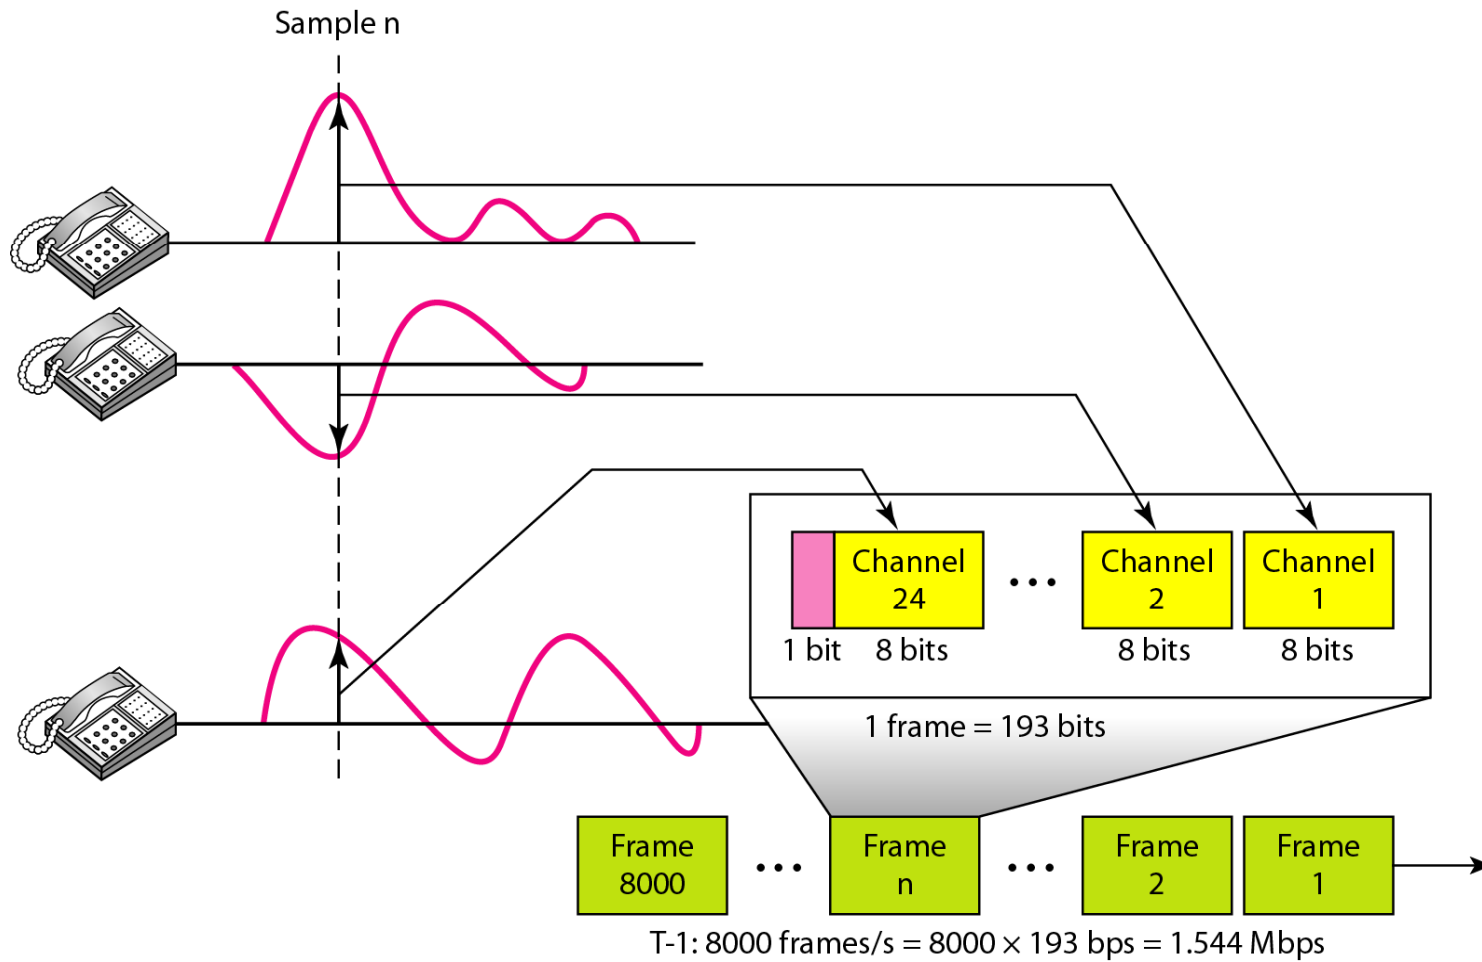 Sample n
Channel
24
...
Channel
2
Channel
1
1 bit
8 bits
8 bits
8 bits
1 frame = 193 bits
Frame
8000
...
Frame
n
...
Frame
2
Frame
1
T-1: 8000 frames/s = 8000 × 193 bps = 1.544 Mbps